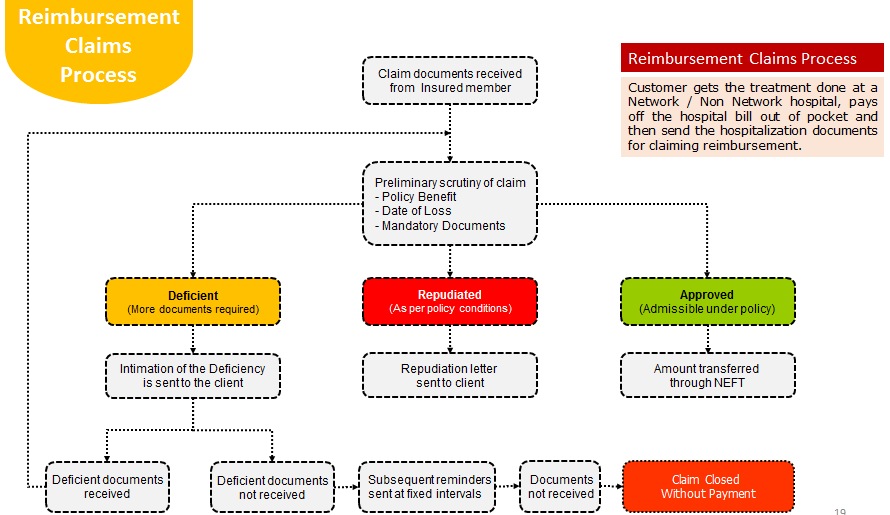 Reimbursement
Claims
Process
Reimbursement Claims Process
Customer gets the treatment done at a
Network / Non Network hospital, pays
off the hospital bill out of pocket and
then send the hospitalization documents
for claiming reimbursement.
Claim documents received
from Insured member
Preliminary scrutiny of claim
- Policy Benefit
- Date of Loss
- Mandatory Documents
Deficient
(More documents required)
Repudiated
(As per policy conditions)
Approved
(Admissible under policy)
Intimation of the Deficiency
is sent to the client
Repudiation letter
sent to client
Amount transferred
through NEFT
Deficient documents
received
Deficient documents
not received
Subsequent reminders
sent at fixed intervals
Documents
not received
Claim Closed
Without Payment
19